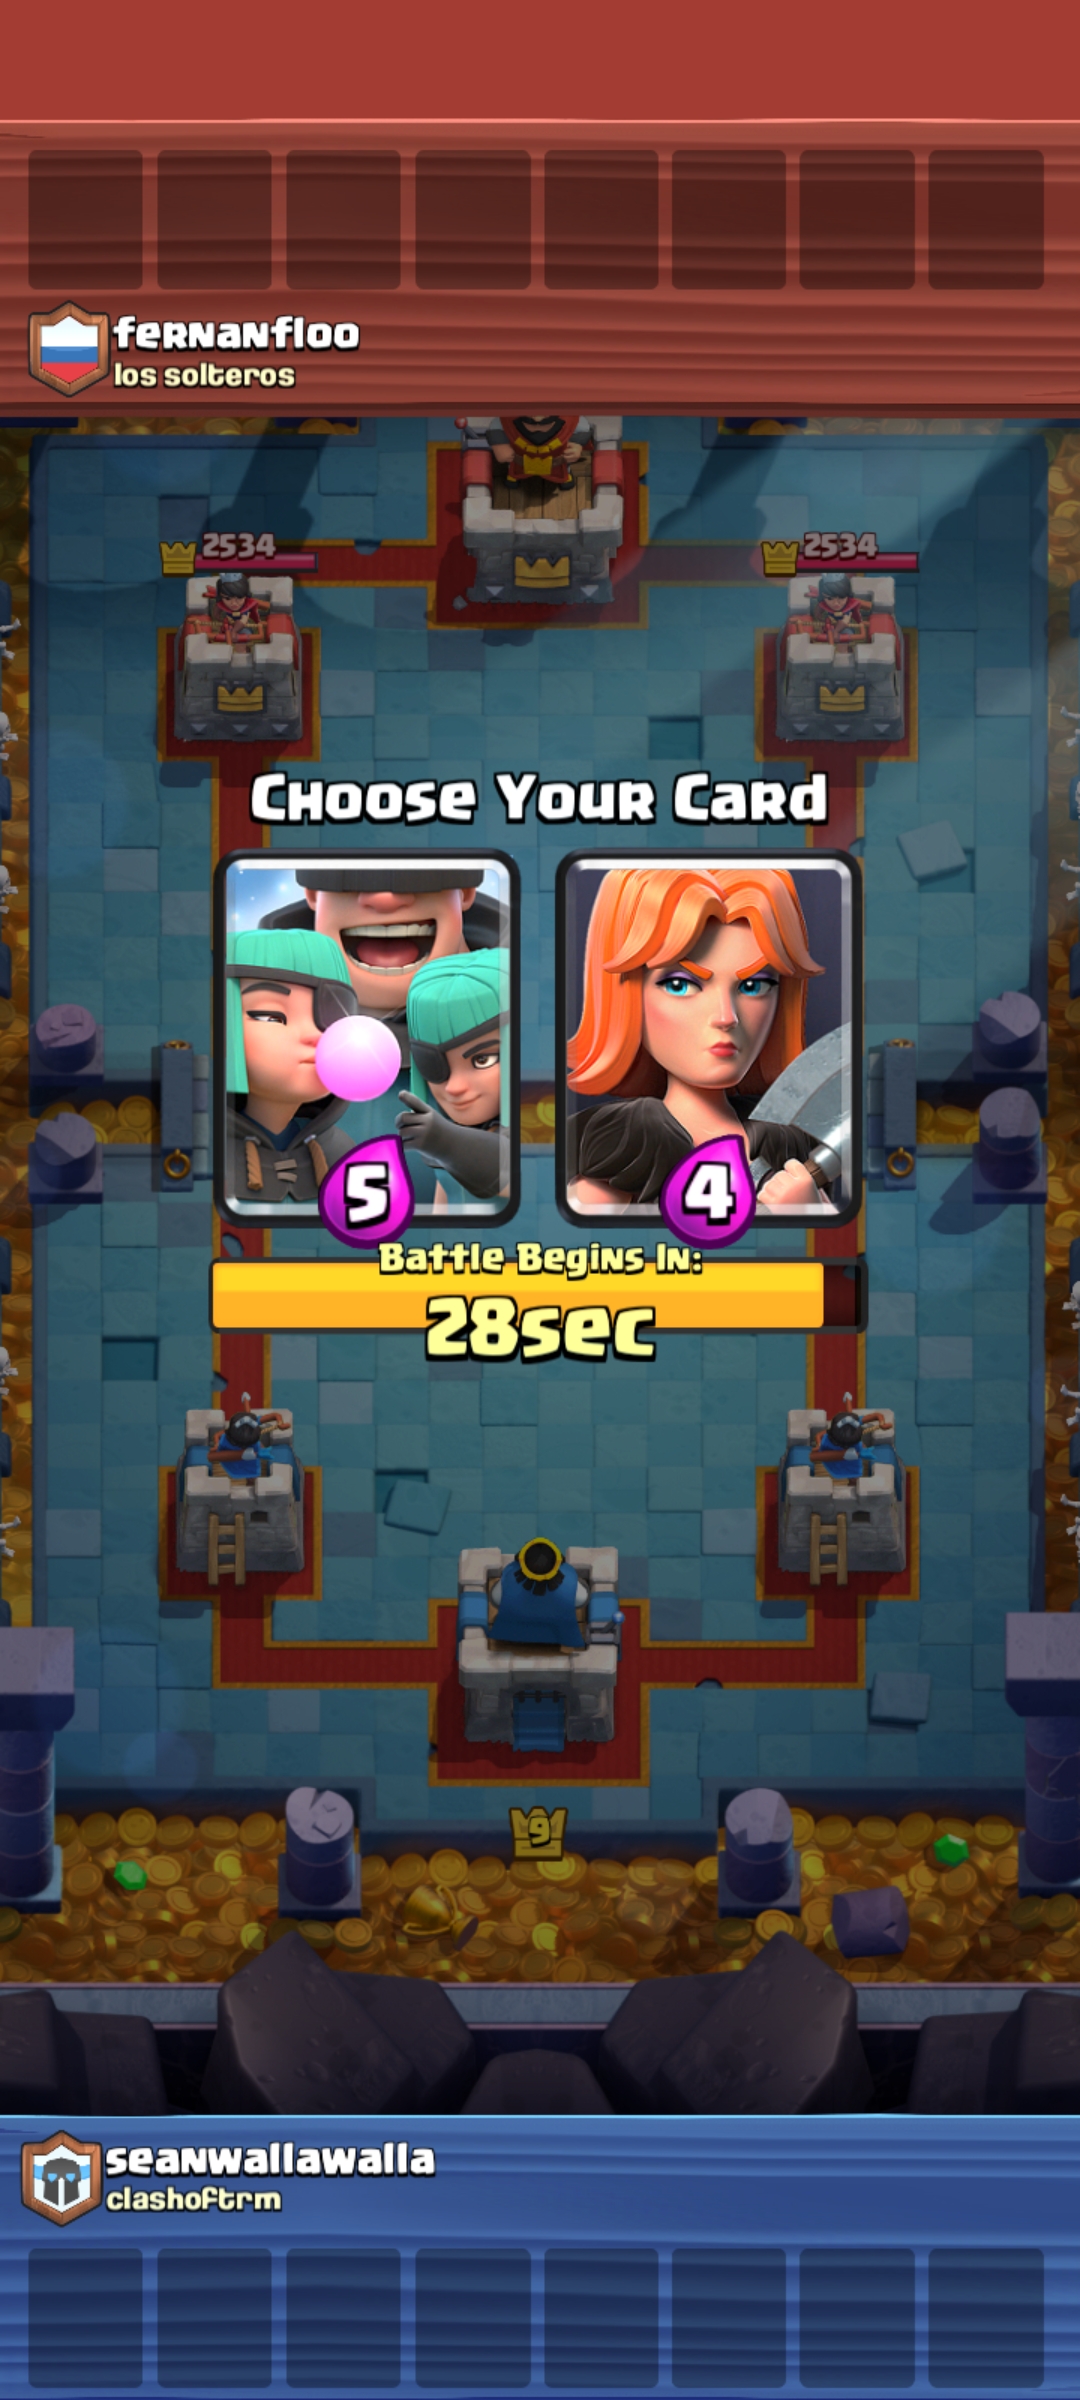 fernanfloo
los solteros
2534
2534
Choose Your Card
5
4
Battle Begins In:
28sec
9
seanwallawalla
clashoftrm